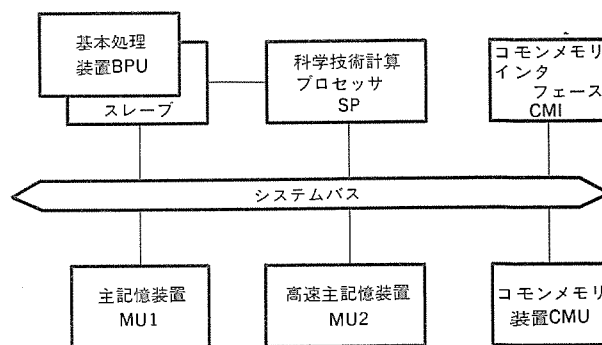 基本処理
装置BPU
スレーブ
科学技術計算
プロセッサ
SP
コモンメモリ
インタ
フェース
CMI
システムバス
主記憶装置
MU1
高速主記憶装置
MU2
コモンメモリ
装置CMU